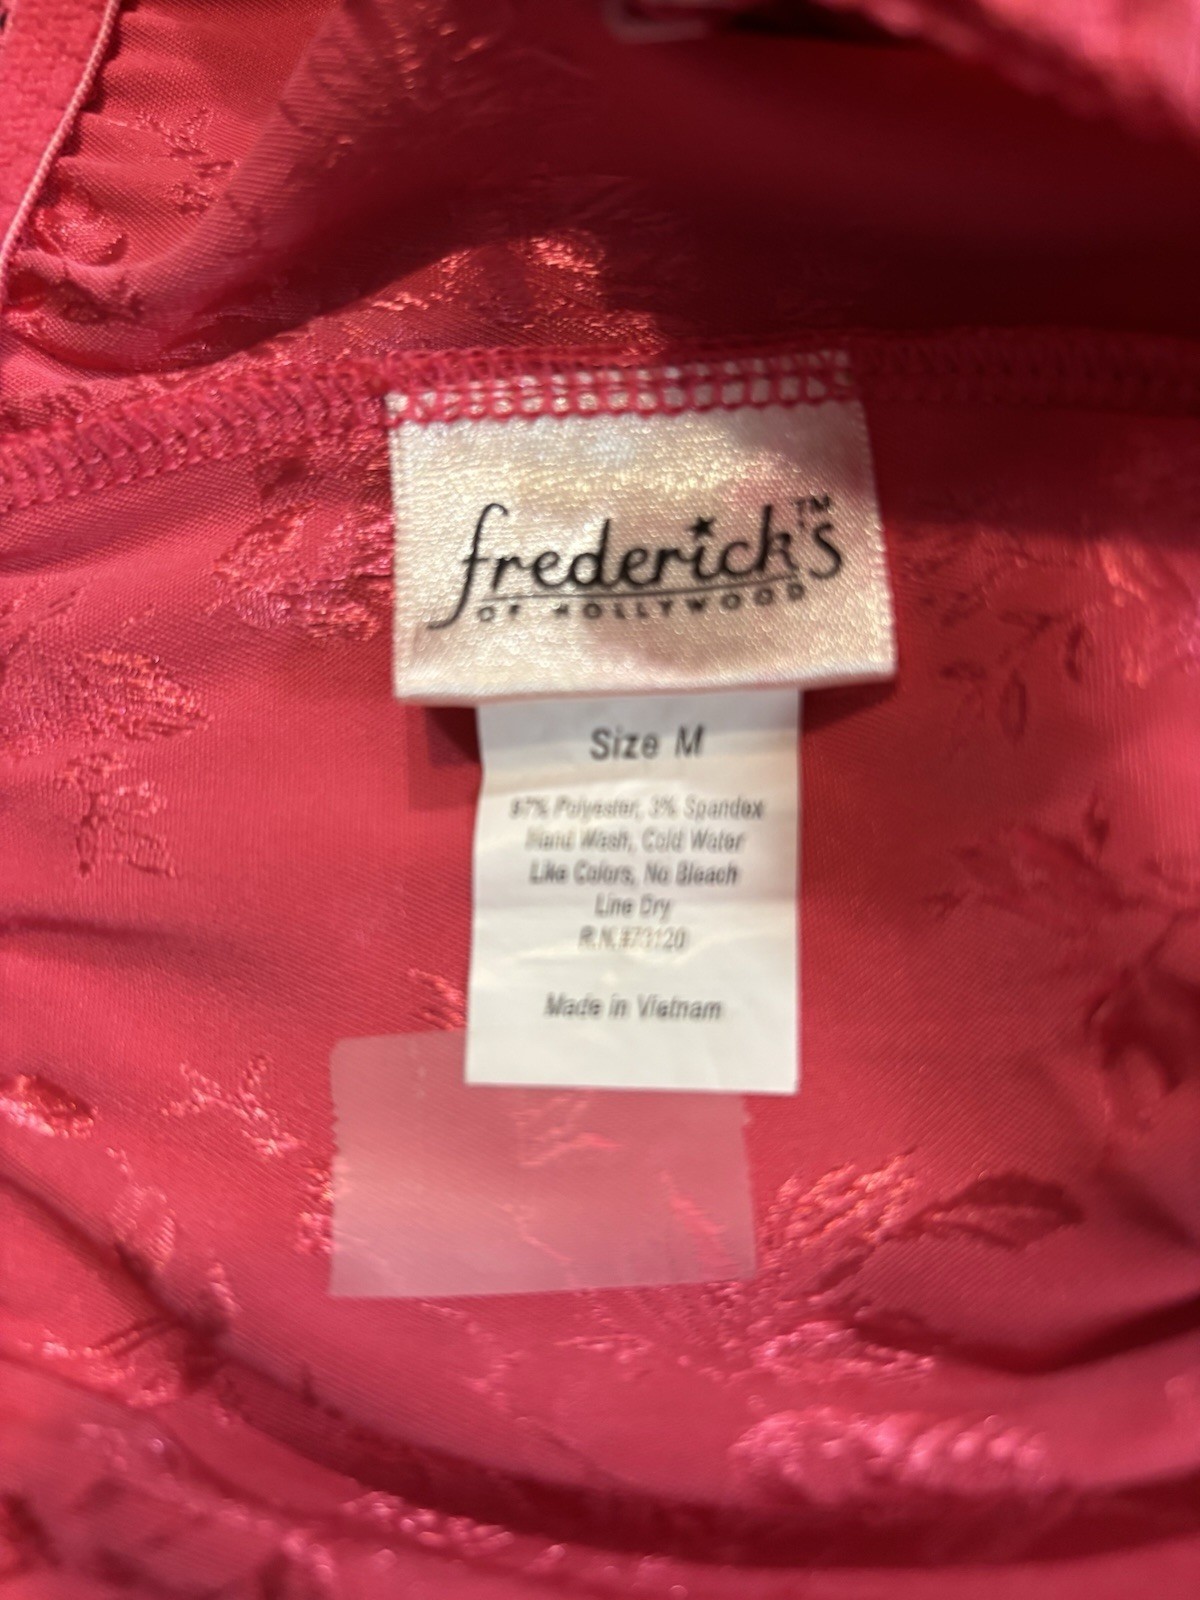 frederick's™
OF HOLLYWOOD
Size M
97% Polyester, 3% Spandex
Hand Wash, Cold Water
Like Colors, No Bleach
Line Dry
R.N.#73120
Made in Vietnam